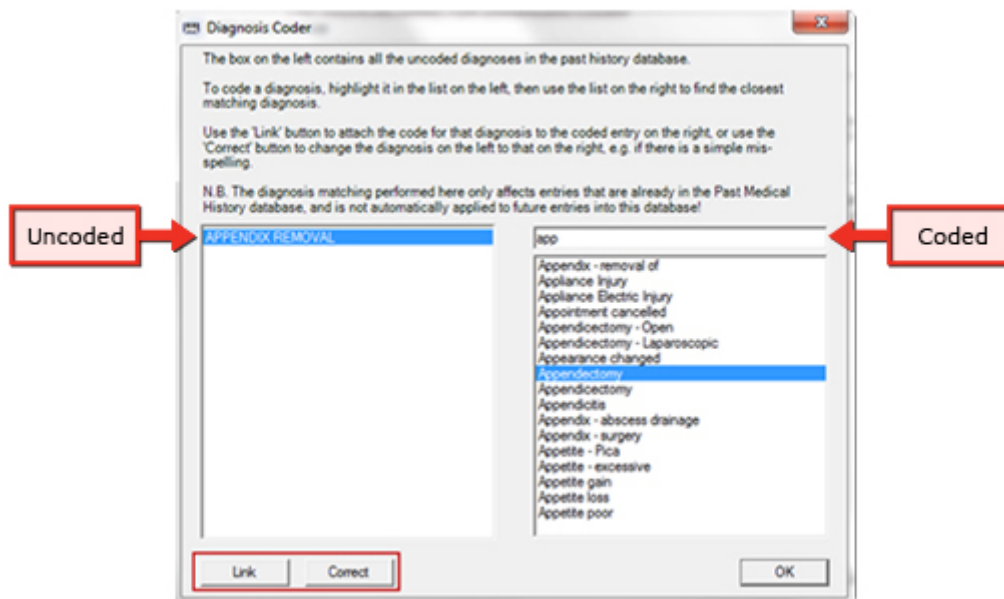 Diagnosis Coder
The box on the left contains all the uncoded diagnoses in the past history database.
To code a diagnosis, highlight it in the list on the left, then use the list on the right to find the closest
matching diagnosis.
Use the 'Link' button to attach the code for that diagnosis to the coded entry on the right, or use the
'Correct' button to change the diagnosis on the left to that on the right, e.g. if there is a simple mis-
spelling.
N.B. The diagnosis matching performed here only affects entries that are already in the Past Medical
History database, and is not automatically applied to future entries into this database!
Uncoded
APPENDIX REMOVAL
app
Coded
Appendix - removal of
Appliance Injury
Appliance Electric Injury
Appointment cancelled
Appendicectomy - Open
Appendicectomy - Laparoscopic
Appearance changed
Appendectomy
Appendicectomy
Appendicitis
Appendix - abscess drainage
Appendix - surgery
Appetite - Pica
Appetite - excessive
Appetite gain
Appetite loss
Appetite poor
Link
Correct
OK